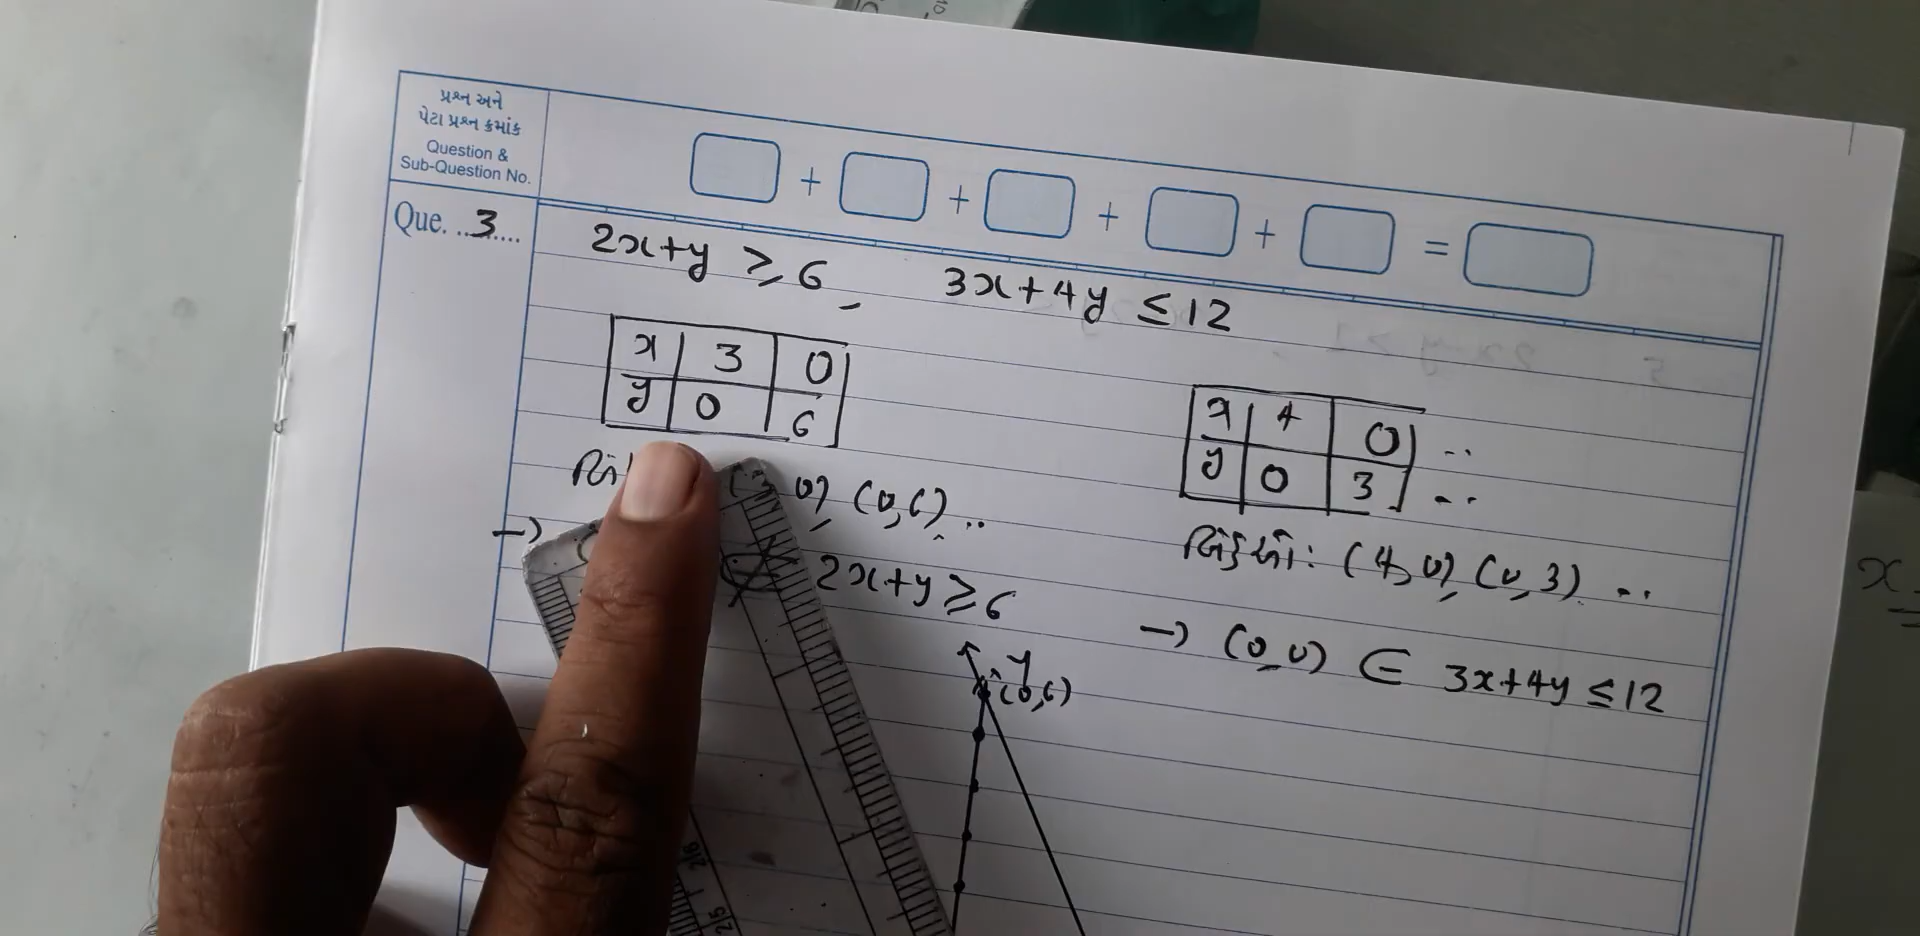 પ્રશ્ન અને
પેટા પ્રશ્ન ક્રમાંક
Question &
Sub-Question No.
+ + + + =
Que. ..3.....
2x+y ≥ 6, 3x+4y ≤ 12
x 3 0
y 0 6
x 4 0 ..
y 0 3 ..
0), (0,6) ..
(4,0), (0,3) ..
→ 2x+y ≥ 6
→ (0,0) ∈ 3x+4y ≤ 12
y
(0,6)
x